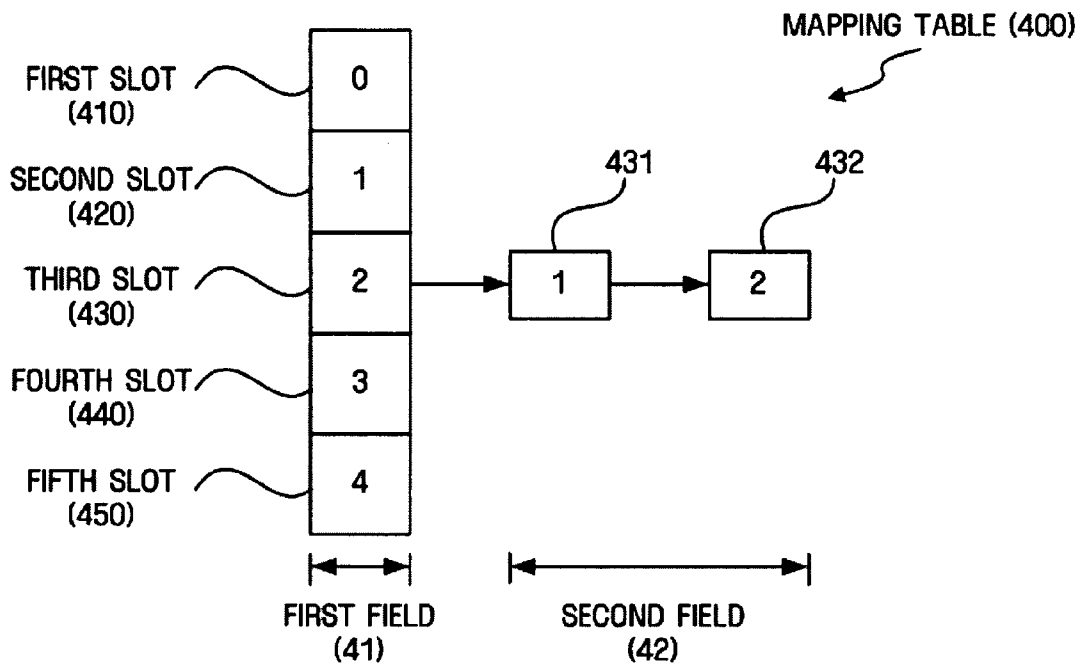 MAPPING TABLE (400)
FIRST SLOT
(410)
0
SECOND SLOT
(420)
1
431
432
THIRD SLOT
(430)
2
1
2
FOURTH SLOT
(440)
3
FIFTH SLOT
(450)
4
FIRST FIELD
(41)
SECOND FIELD
(42)